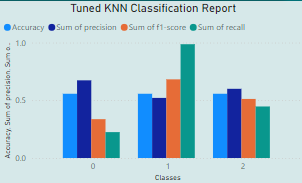 Tuned KNN Classification Report
Accuracy Sum of precision Sum of f1-score Sum of recall
Accuracy, Sum of precision, Sum o...
1.0
0.5
0.0
0 1 2
Classes